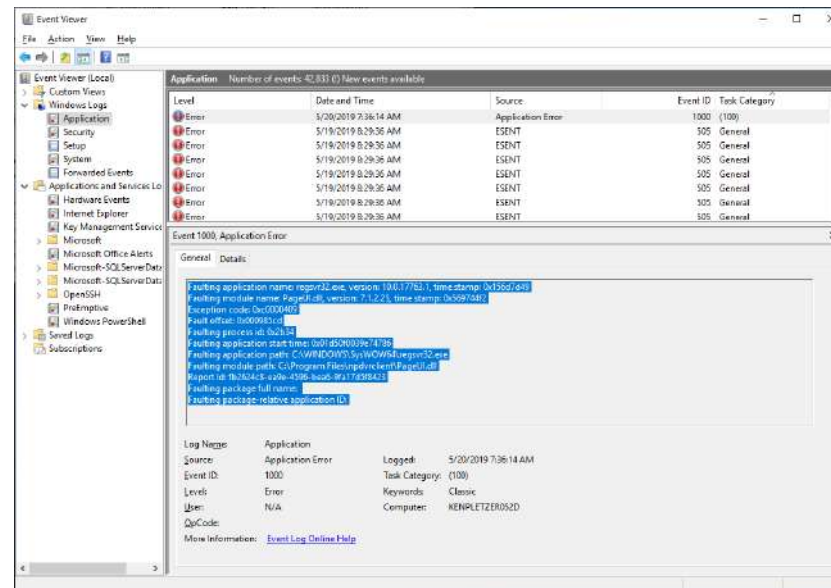 Event Viewer
File Action View Help
Event Viewer (Local)
Custom Views
Windows Logs
Application
Security
Setup
System
Forwarded Events
Applications and Services Lo
Hardware Events
Internet Explorer
Key Management Service
Microsoft
Microsoft Office Alerts
Microsoft-SQLServerData
Microsoft-SQLServerData
OpenSSH
PreEmptive
Windows PowerShell
Saved Logs
Subscriptions
Application Number of events: 42,833 (!) New events available
Level Date and Time Source Event ID Task Category
Error 5/20/2019 7:36:14 AM Application Error 1000 (100)
Error 5/19/2019 8:29:36 AM ESENT 505 General
Error 5/19/2019 8:29:36 AM ESENT 505 General
Error 5/19/2019 8:29:36 AM ESENT 505 General
Error 5/19/2019 8:29:36 AM ESENT 505 General
Error 5/19/2019 8:29:36 AM ESENT 505 General
Error 5/19/2019 8:29:36 AM ESENT 505 General
Error 5/19/2019 8:29:36 AM ESENT 505 General
Event 1000, Application Error
General Details
Faulting application name: regsvr32.exe, version: 10.0.17763.1, time stamp: 0x156d7d49
Faulting module name: PageUI.dll, version: 7.1.2.25, time stamp:
Exception code: 0xc0000409
Fault offset: 0x000983cd
Faulting process id: 0x2b34
Faulting application start time: 0x01d50f0039e74786
Faulting application path: C:\WINDOWS\SysWOW64\regsvr32.exe
Faulting module path: C:\Program Files\npdvrclient\PageUI.dll
Report Id:
Faulting package full name:
Faulting package-relative application ID:
Log Name: Application
Source: Application Error Logged: 5/20/2019 7:36:14 AM
Event ID: 1000 Task Category: (100)
Level: Error Keywords: Classic
User: N/A Computer: KENPLETZER052D
OpCode:
More Information: Event Log Online Help